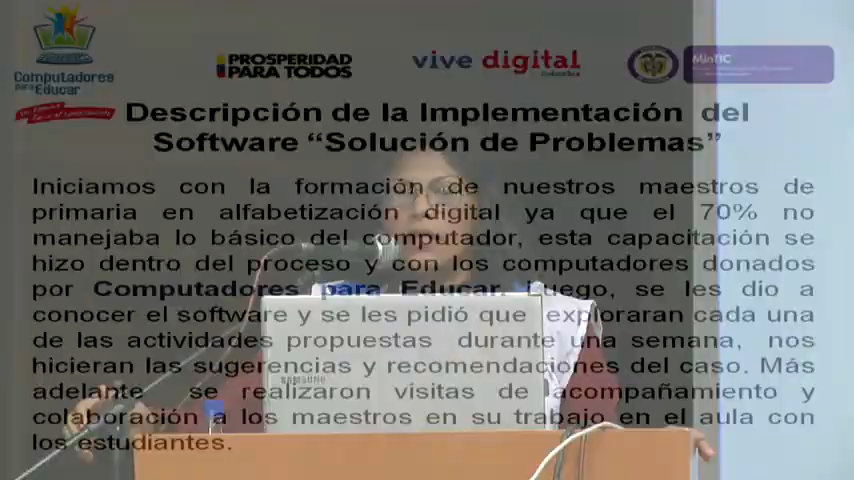 Computadores
para Educar
PROSPERIDAD
PARA TODOS
vive digital
MinTIC
Descripción de la Implementación del
Software “Solución de Problemas”
Iniciamos con la formación de nuestros maestros de
primaria en alfabetización digital ya que el 70% no
manejaba lo básico del computador, esta capacitación se
hizo dentro del proceso y con los computadores donados
por Computadores para Educar. Luego, se les dio a
conocer el software y se les pidió que exploraran cada una
de las actividades propuestas durante una semana, nos
hicieran las sugerencias y recomendaciones del caso. Más
adelante se realizaron visitas de acompañamiento y
colaboración a los maestros en su trabajo en el aula con
los estudiantes.
SAMSUNG